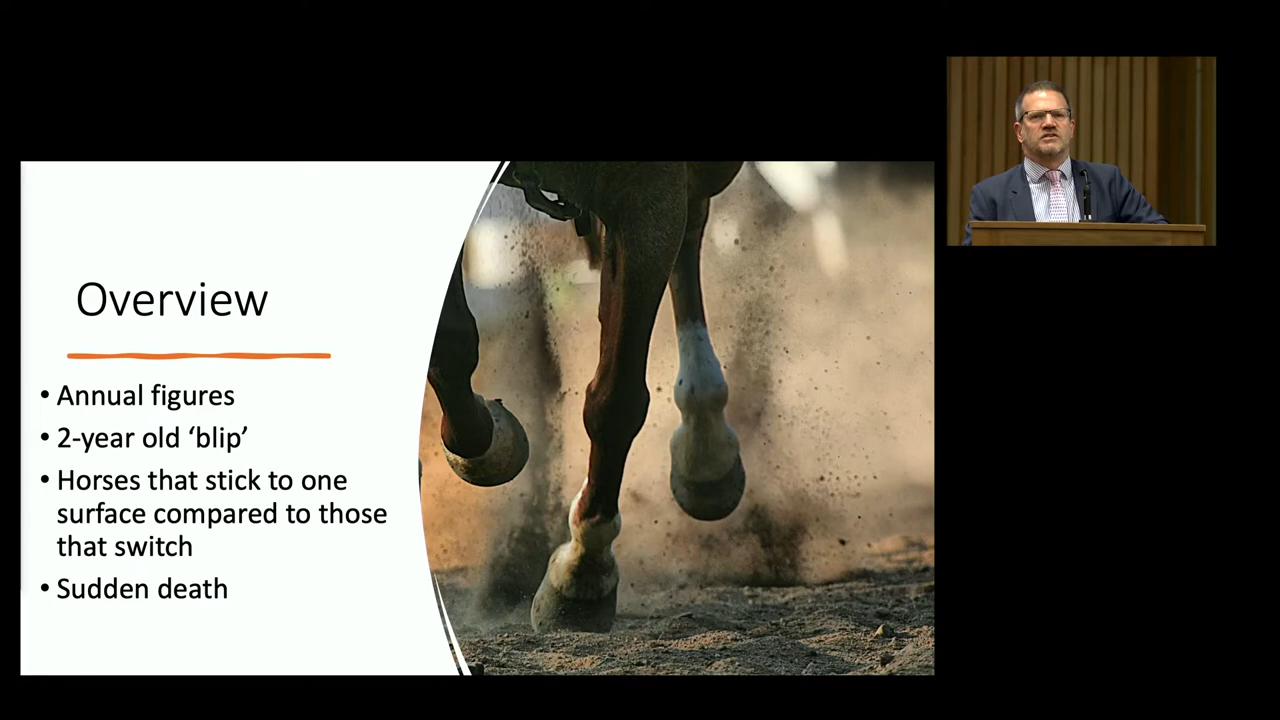 Overview
• Annual figures
• 2-year old ‘blip’
• Horses that stick to one
surface compared to those
that switch
• Sudden death